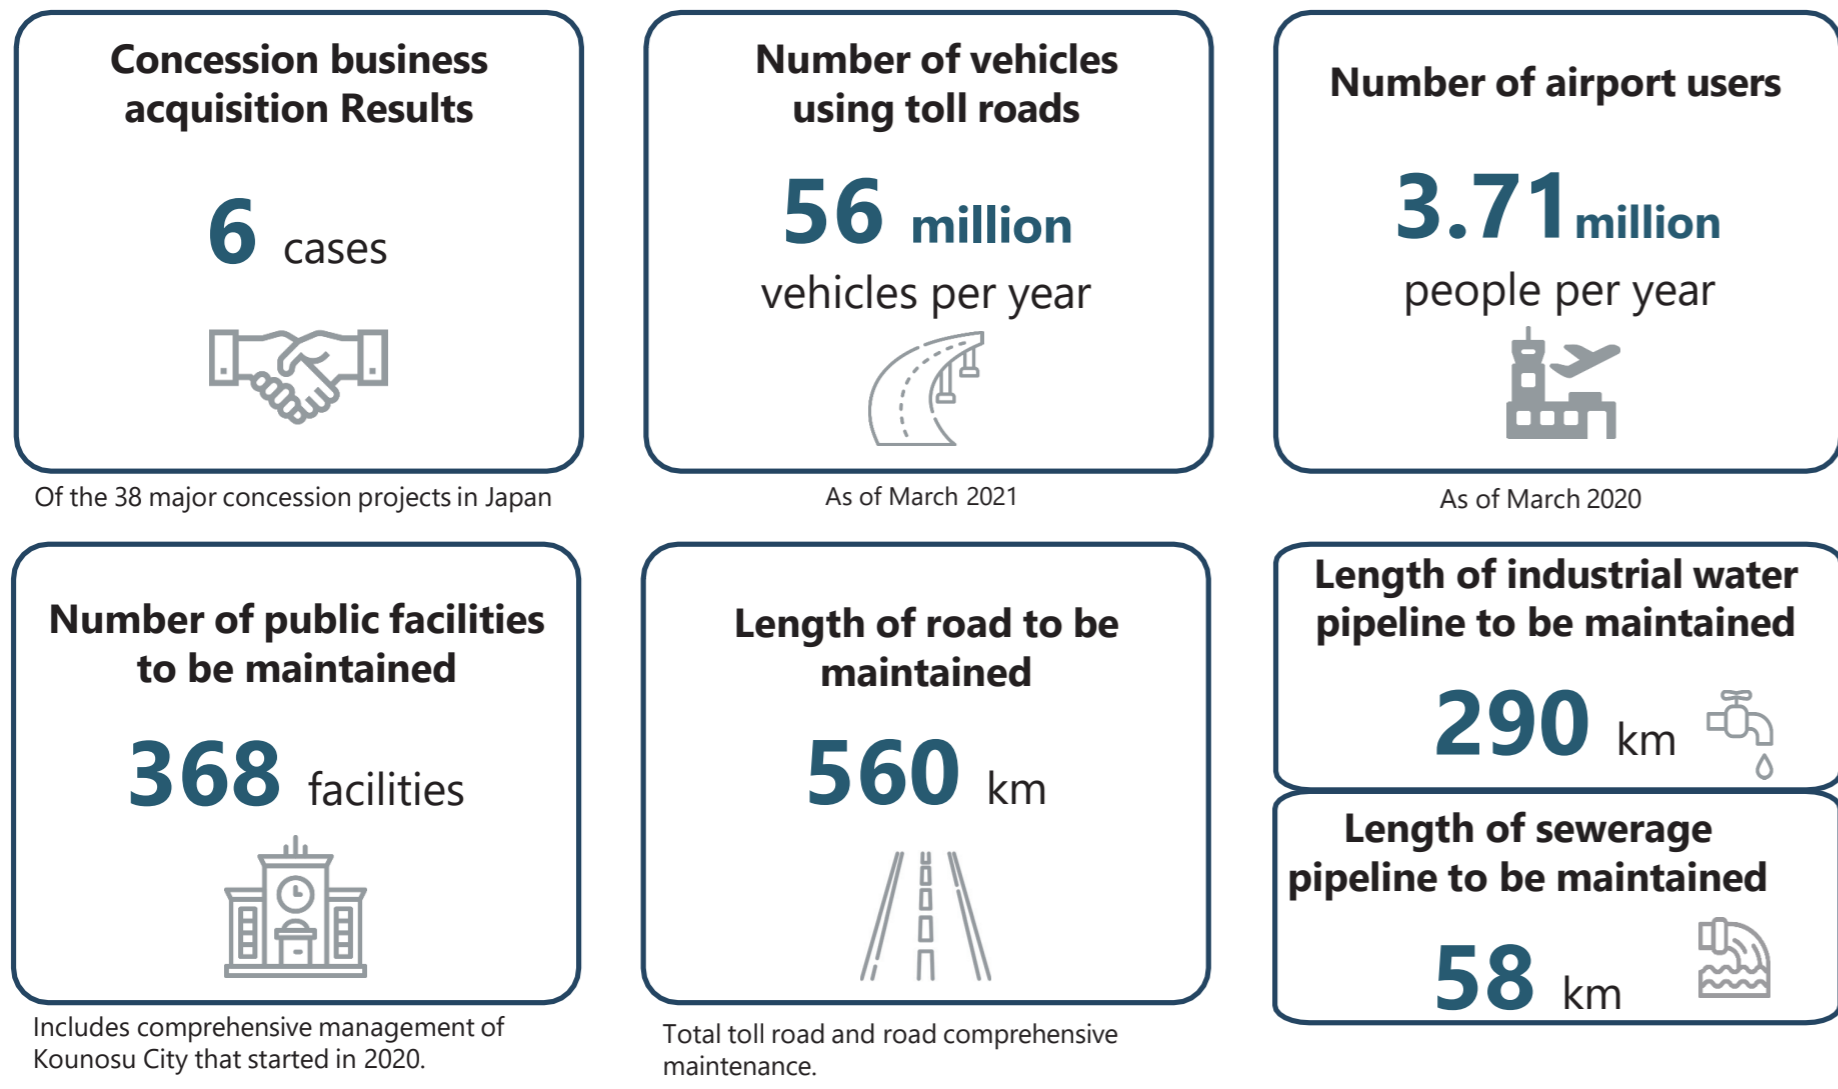 Concession business
acquisition Results
6 cases
Of the 38 major concession projects in Japan
Number of vehicles
using toll roads
56 million
vehicles per year
As of March 2021
Number of airport users
3.71 million
people per year
As of March 2020
Number of public facilities
to be maintained
368 facilities
Includes comprehensive management of
Kounosu City that started in 2020.
Length of road to be
maintained
560 km
Total toll road and road comprehensive
maintenance.
Length of industrial water
pipeline to be maintained
290 km
Length of sewerage
pipeline to be maintained
58 km